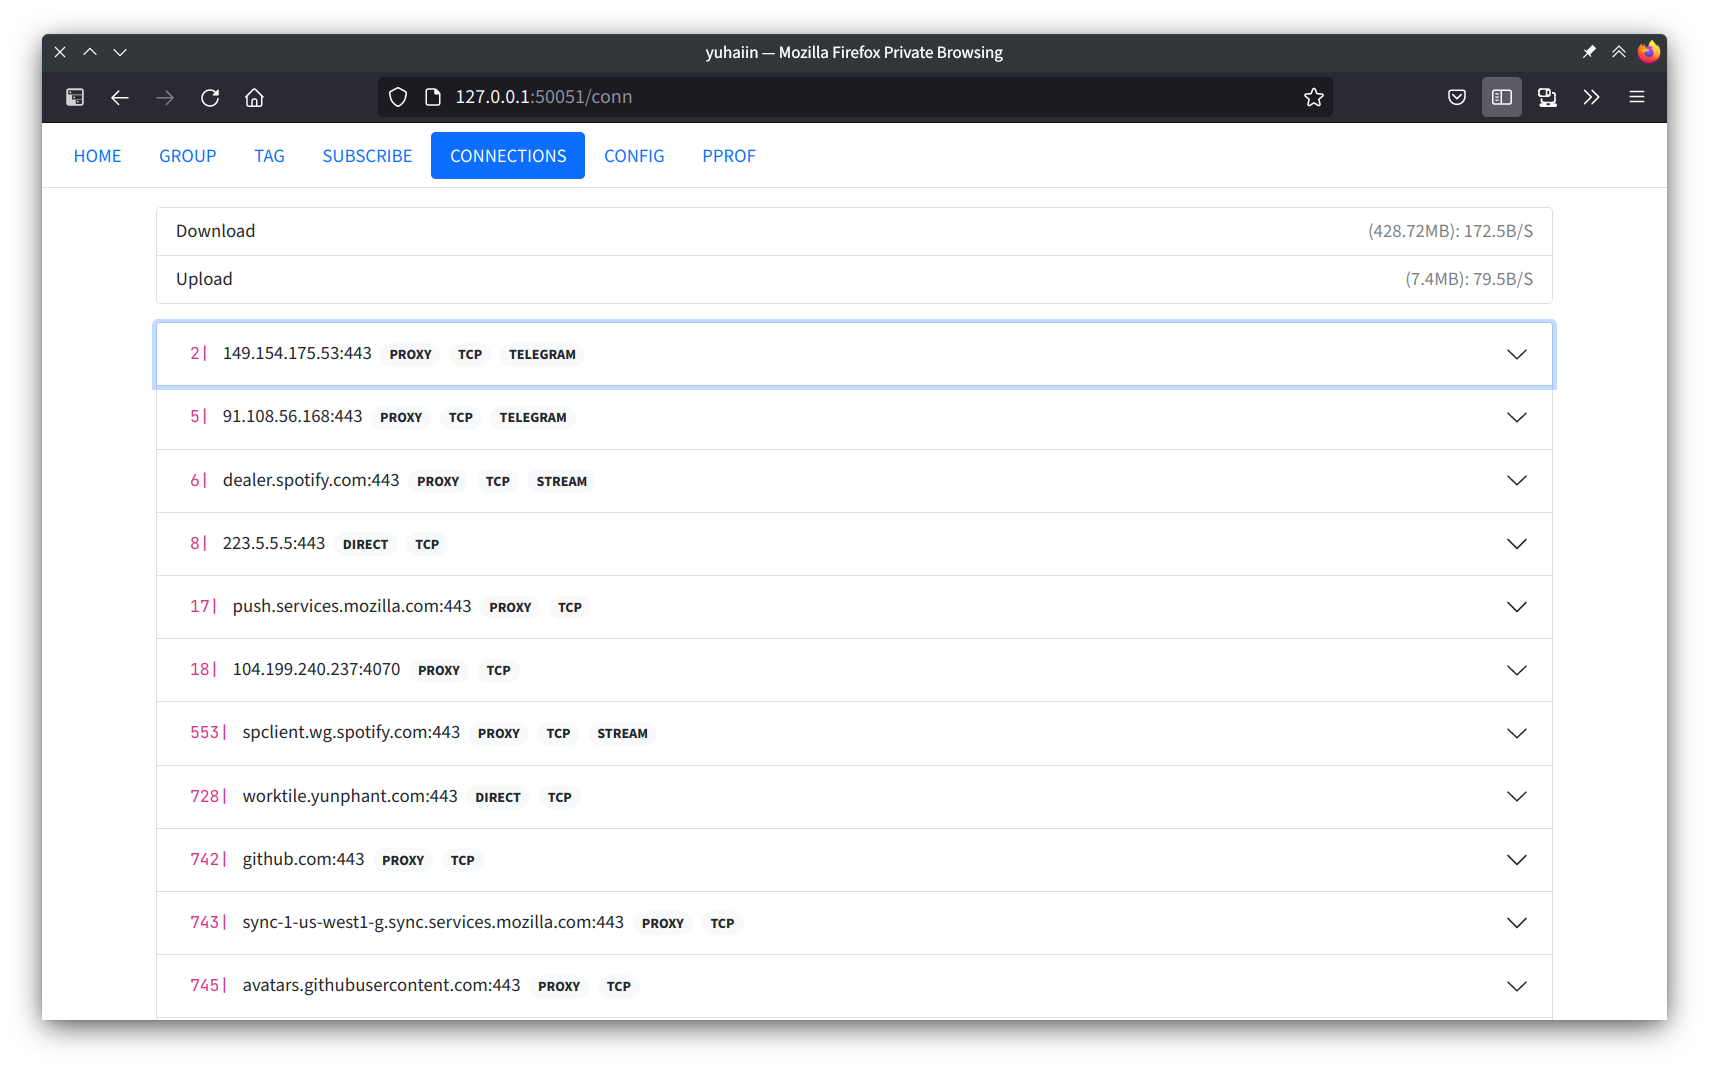 yuhaiin — Mozilla Firefox Private Browsing
127.0.0.1:50051/conn
HOME GROUP TAG SUBSCRIBE CONNECTIONS CONFIG PPROF
Download (428.72MB): 172.5B/S
Upload (7.4MB): 79.5B/S
2| 149.154.175.53:443 PROXY TCP TELEGRAM
5| 91.108.56.168:443 PROXY TCP TELEGRAM
6| dealer.spotify.com:443 PROXY TCP STREAM
8| 223.5.5.5:443 DIRECT TCP
17| push.services.mozilla.com:443 PROXY TCP
18| 104.199.240.237:4070 PROXY TCP
553| spclient.wg.spotify.com:443 PROXY TCP STREAM
728| worktile.yunphant.com:443 DIRECT TCP
742| github.com:443 PROXY TCP
743| sync-1-us-west1-g.sync.services.mozilla.com:443 PROXY TCP
745| avatars.githubusercontent.com:443 PROXY TCP